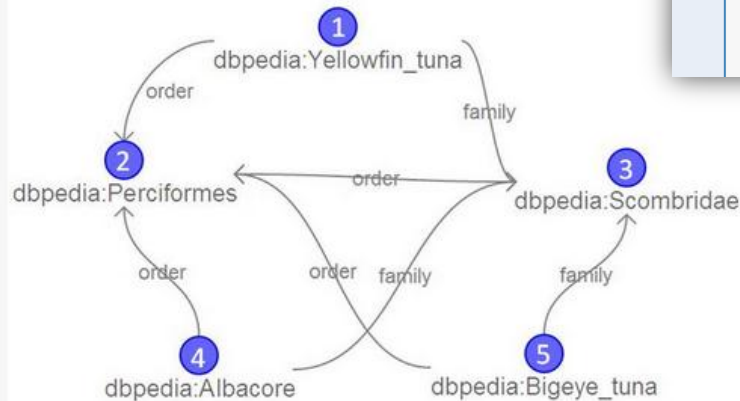 1
dbpedia:Yellowfin_tuna
order
family
2
dbpedia:Perciformes
order
3
dbpedia:Scombridae
order
order
family
family
4
dbpedia:Albacore
5
dbpedia:Bigeye_tuna